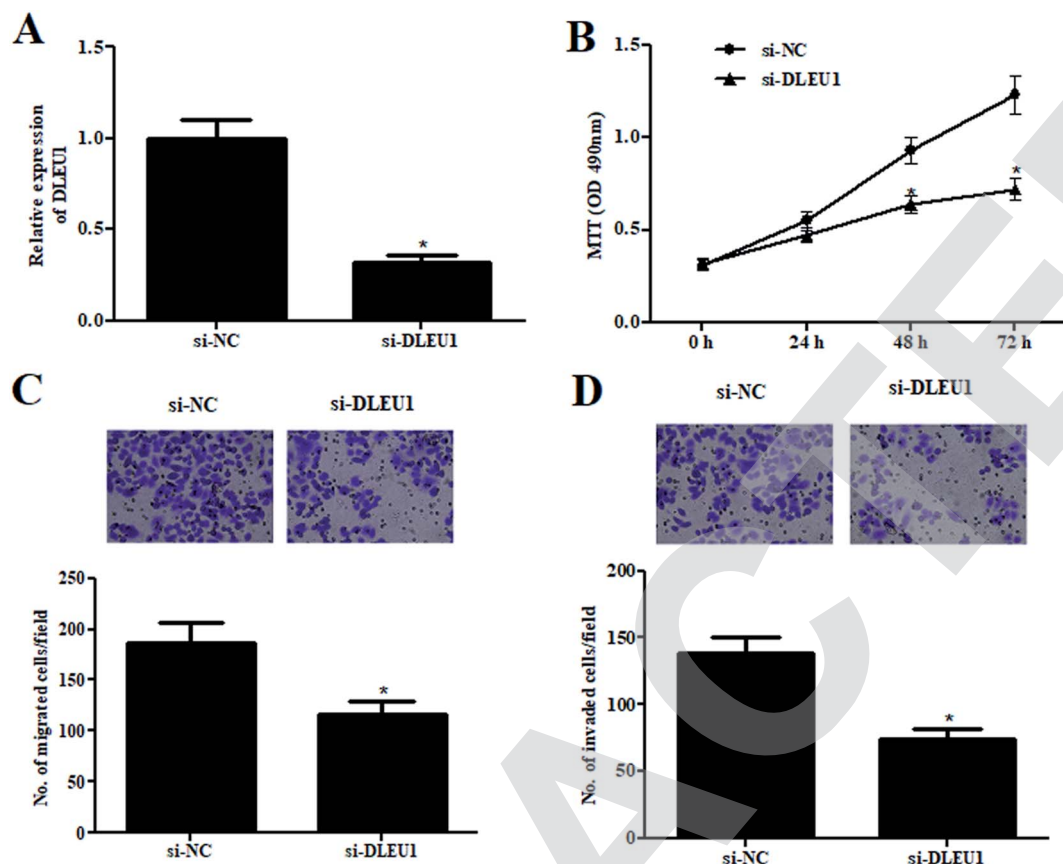 A
Relative expression
of DLEU1
1.5
1.0
0.5
0.0
si-NC
si-DLEU1
*
B
MTT (OD 490nm)
1.5
1.0
0.5
0.0
si-NC
si-DLEU1
*
*
0 h
24 h
48 h
72 h
C
si-NC
si-DLEU1
No. of migrated cells/field
250
200
150
100
50
0
*
si-NC
si-DLEU1
D
si-NC
si-DLEU1
No. of invaded cells/field
200
150
100
50
0
*
si-NC
si-DLEU1